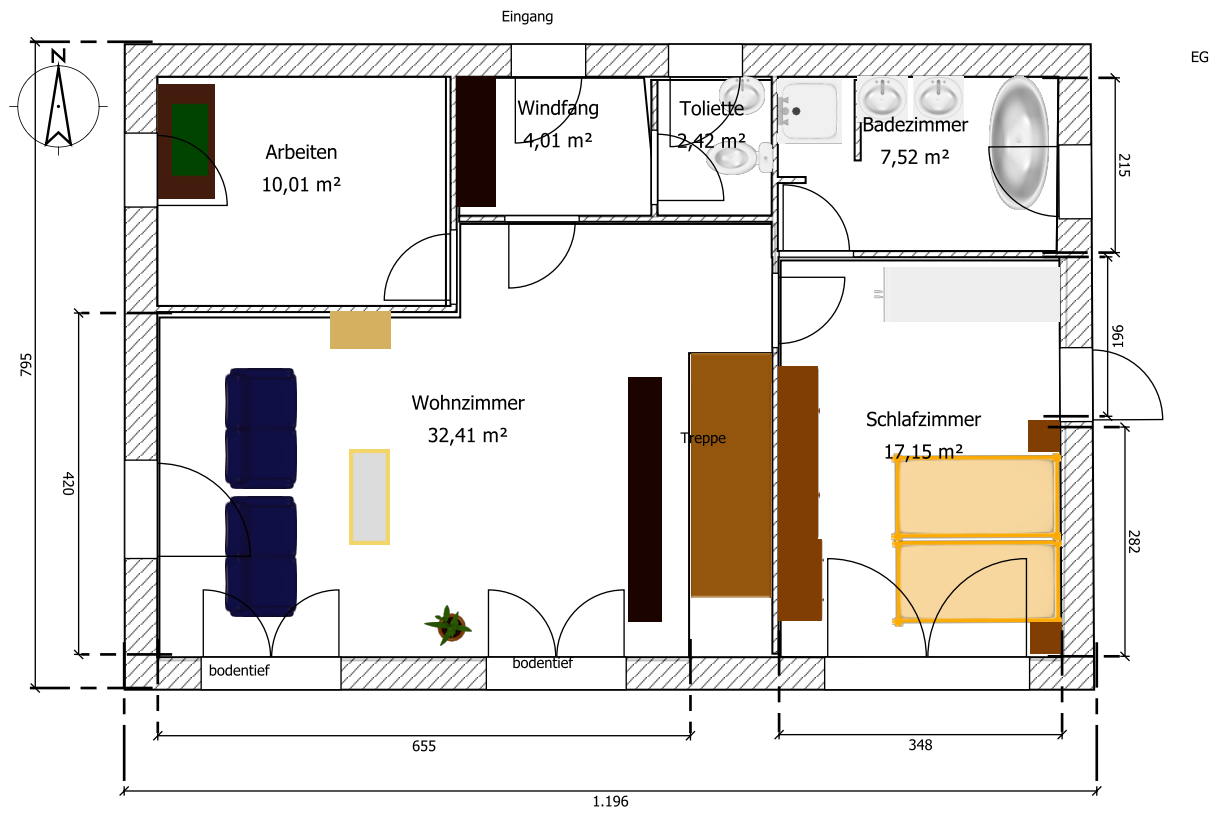 Eingang
EG
N
Windfang
4,01 m²
Toliette
2,42 m²
Badezimmer
7,52 m²
Arbeiten
10,01 m²
215
196
795
Wohnzimmer
32,41 m²
Schlafzimmer
17,15 m²
Treppe
420
282
bodentief
bodentief
655
348
1.196